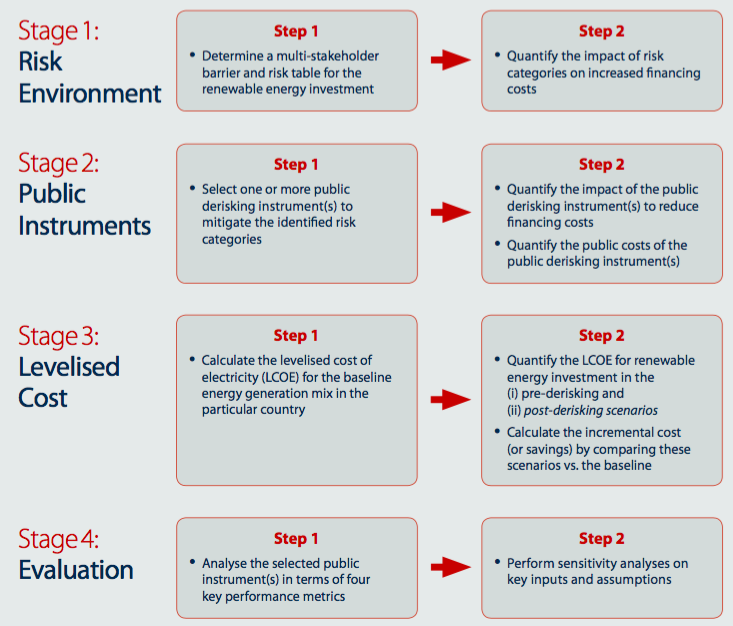 Stage 1:
Risk
Environment
Step 1
• Determine a multi-stakeholder
barrier and risk table for the
renewable energy investment
Step 2
• Quantify the impact of risk
categories on increased financing
costs
Stage 2:
Public
Instruments
Step 1
• Select one or more public
derisking instrument(s) to
mitigate the identified risk
categories
Step 2
• Quantify the impact of the public
derisking instrument(s) to reduce
financing costs
• Quantify the public costs of the
public derisking instrument(s)
Stage 3:
Levelised
Cost
Step 1
• Calculate the levelised cost of
electricity (LCOE) for the baseline
energy generation mix in the
particular country
Step 2
• Quantify the LCOE for renewable
energy investment in the
(i) pre-derisking and
(ii) post-derisking scenarios
• Calculate the incremental cost
(or savings) by comparing these
scenarios vs. the baseline
Stage 4:
Evaluation
Step 1
• Analyse the selected public
instrument(s) in terms of four
key performance metrics
Step 2
• Perform sensitivity analyses on
key inputs and assumptions